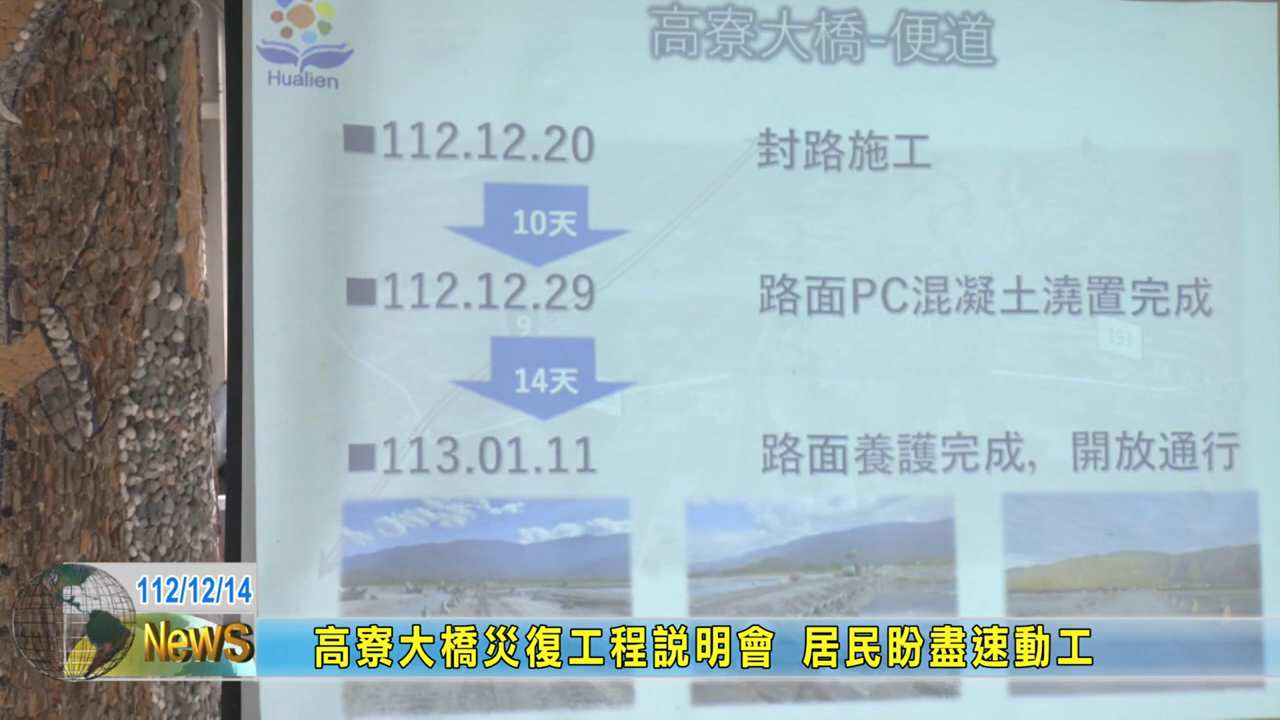 Hualien
高寮大橋-便道
■112.12.20 封路施工
10天
■112.12.29 路面PC混凝土澆置完成
9
193
14天
■113.01.11 路面養護完成, 開放通行
112/12/14
NewS
高寮大橋災復工程説明會 居民盼盡速動工